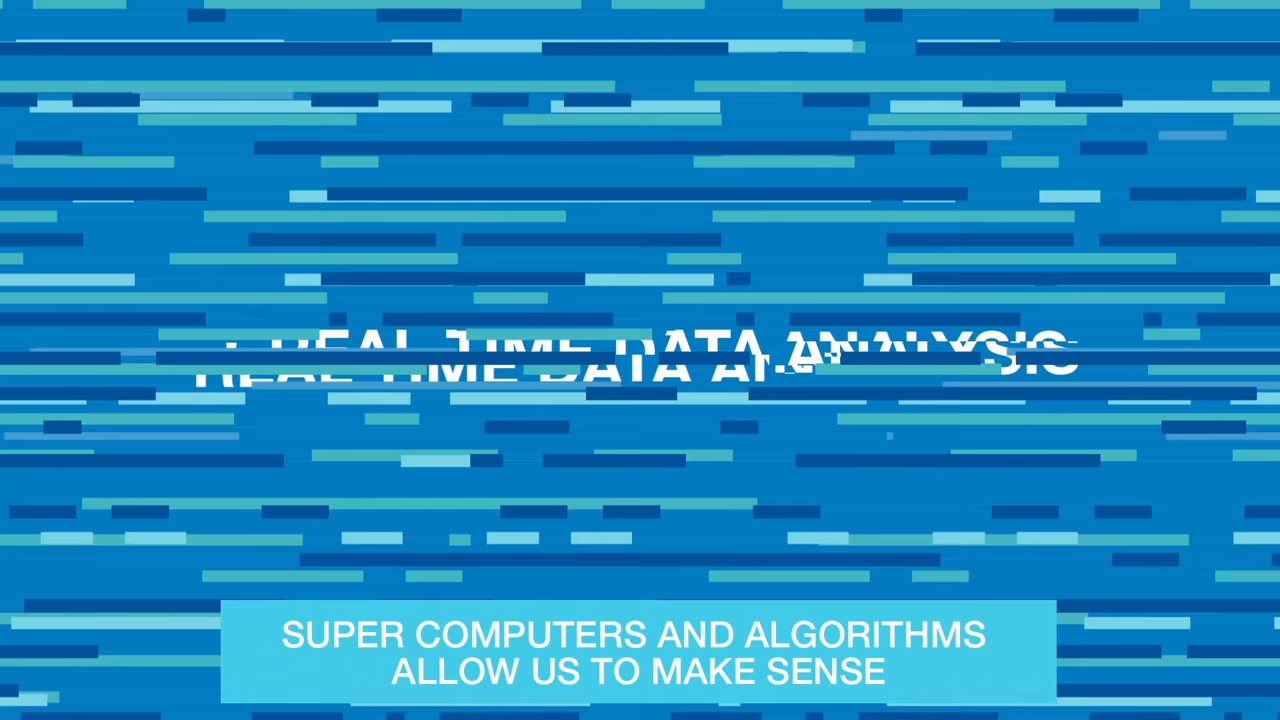 REAL TIME DATA ANALYSIS
SUPER COMPUTERS AND ALGORITHMS
ALLOW US TO MAKE SENSE